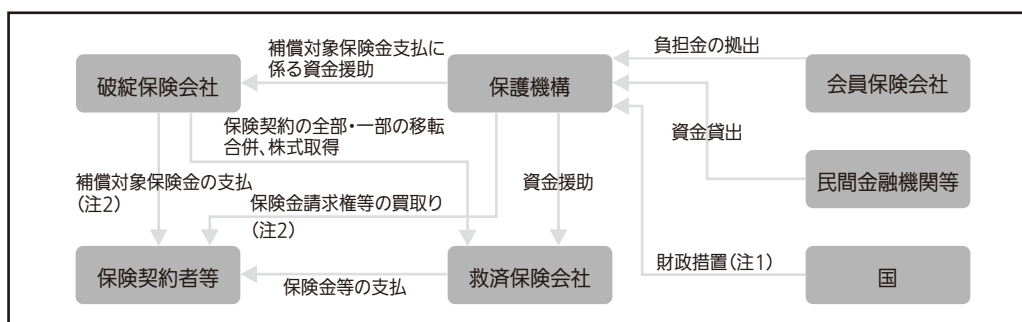 補償対象保険金支払に
係る資金援助
負担金の拠出
破綻保険会社
保護機構
会員保険会社
保険契約の全部・一部の移転
合併、株式取得
資金貸出
補償対象保険金の支払
(注2)
資金援助
民間金融機関等
保険金請求権等の買取り
(注2)
財政措置(注1)
保険契約者等
救済保険会社
国
保険金等の支払